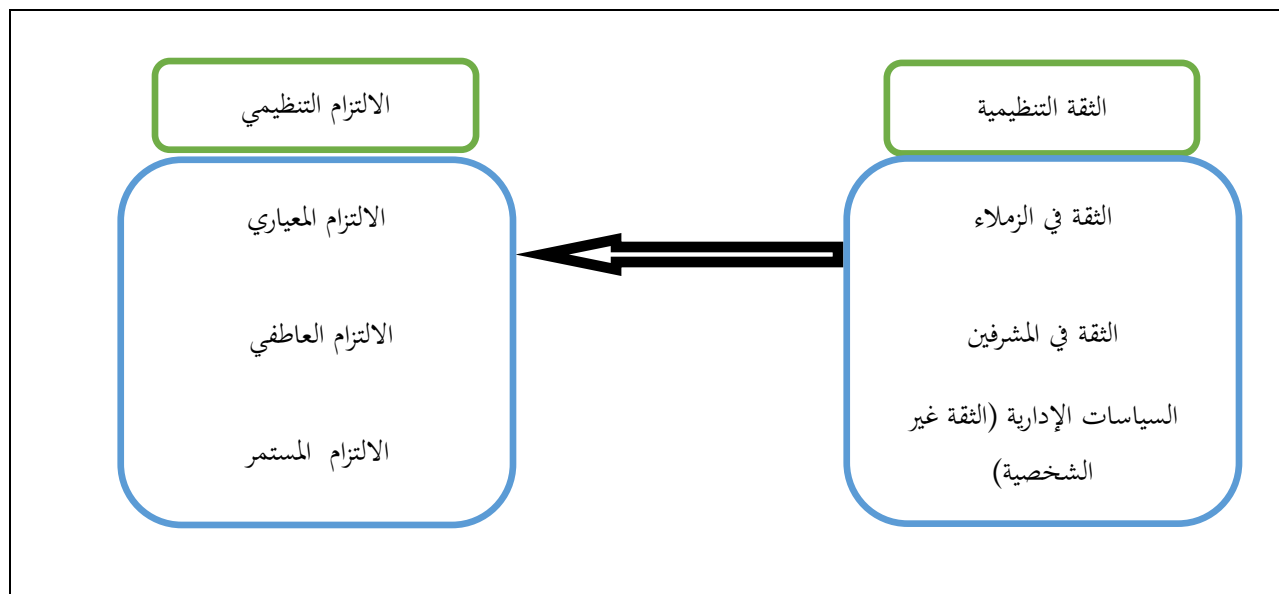 الثقة التنظيمية
الثقة في الزملاء
الثقة في المشرفين
السياسات الإدارية (الثقة غير
الشخصية)
الالتزام التنظيمي
الالتزام المعياري
الالتزام العاطفي
الالتزام المستمر